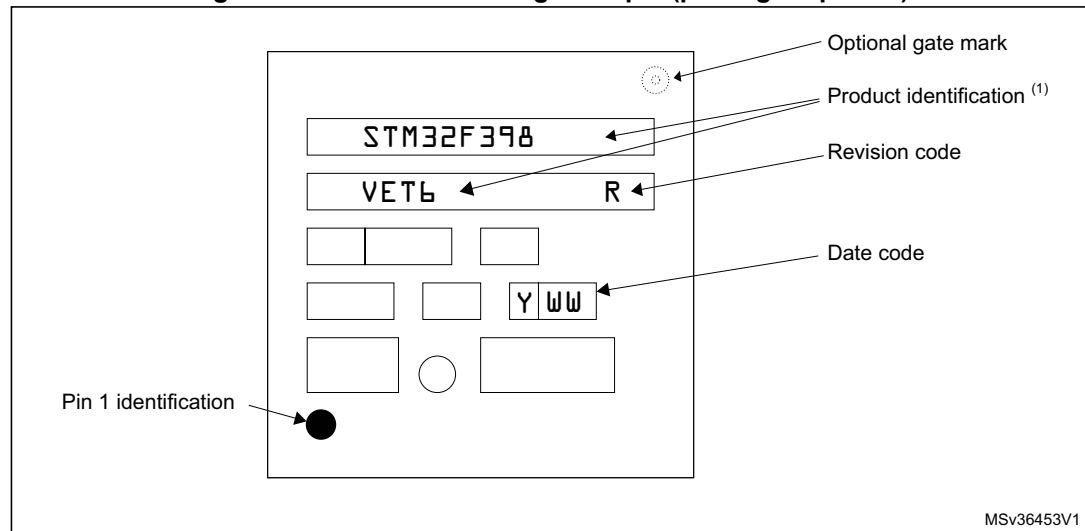 Optional gate mark
Product identification (1)
STM32F398
Revision code
VET6 R
Date code
Y WW
Pin 1 identification
MSv36453V1